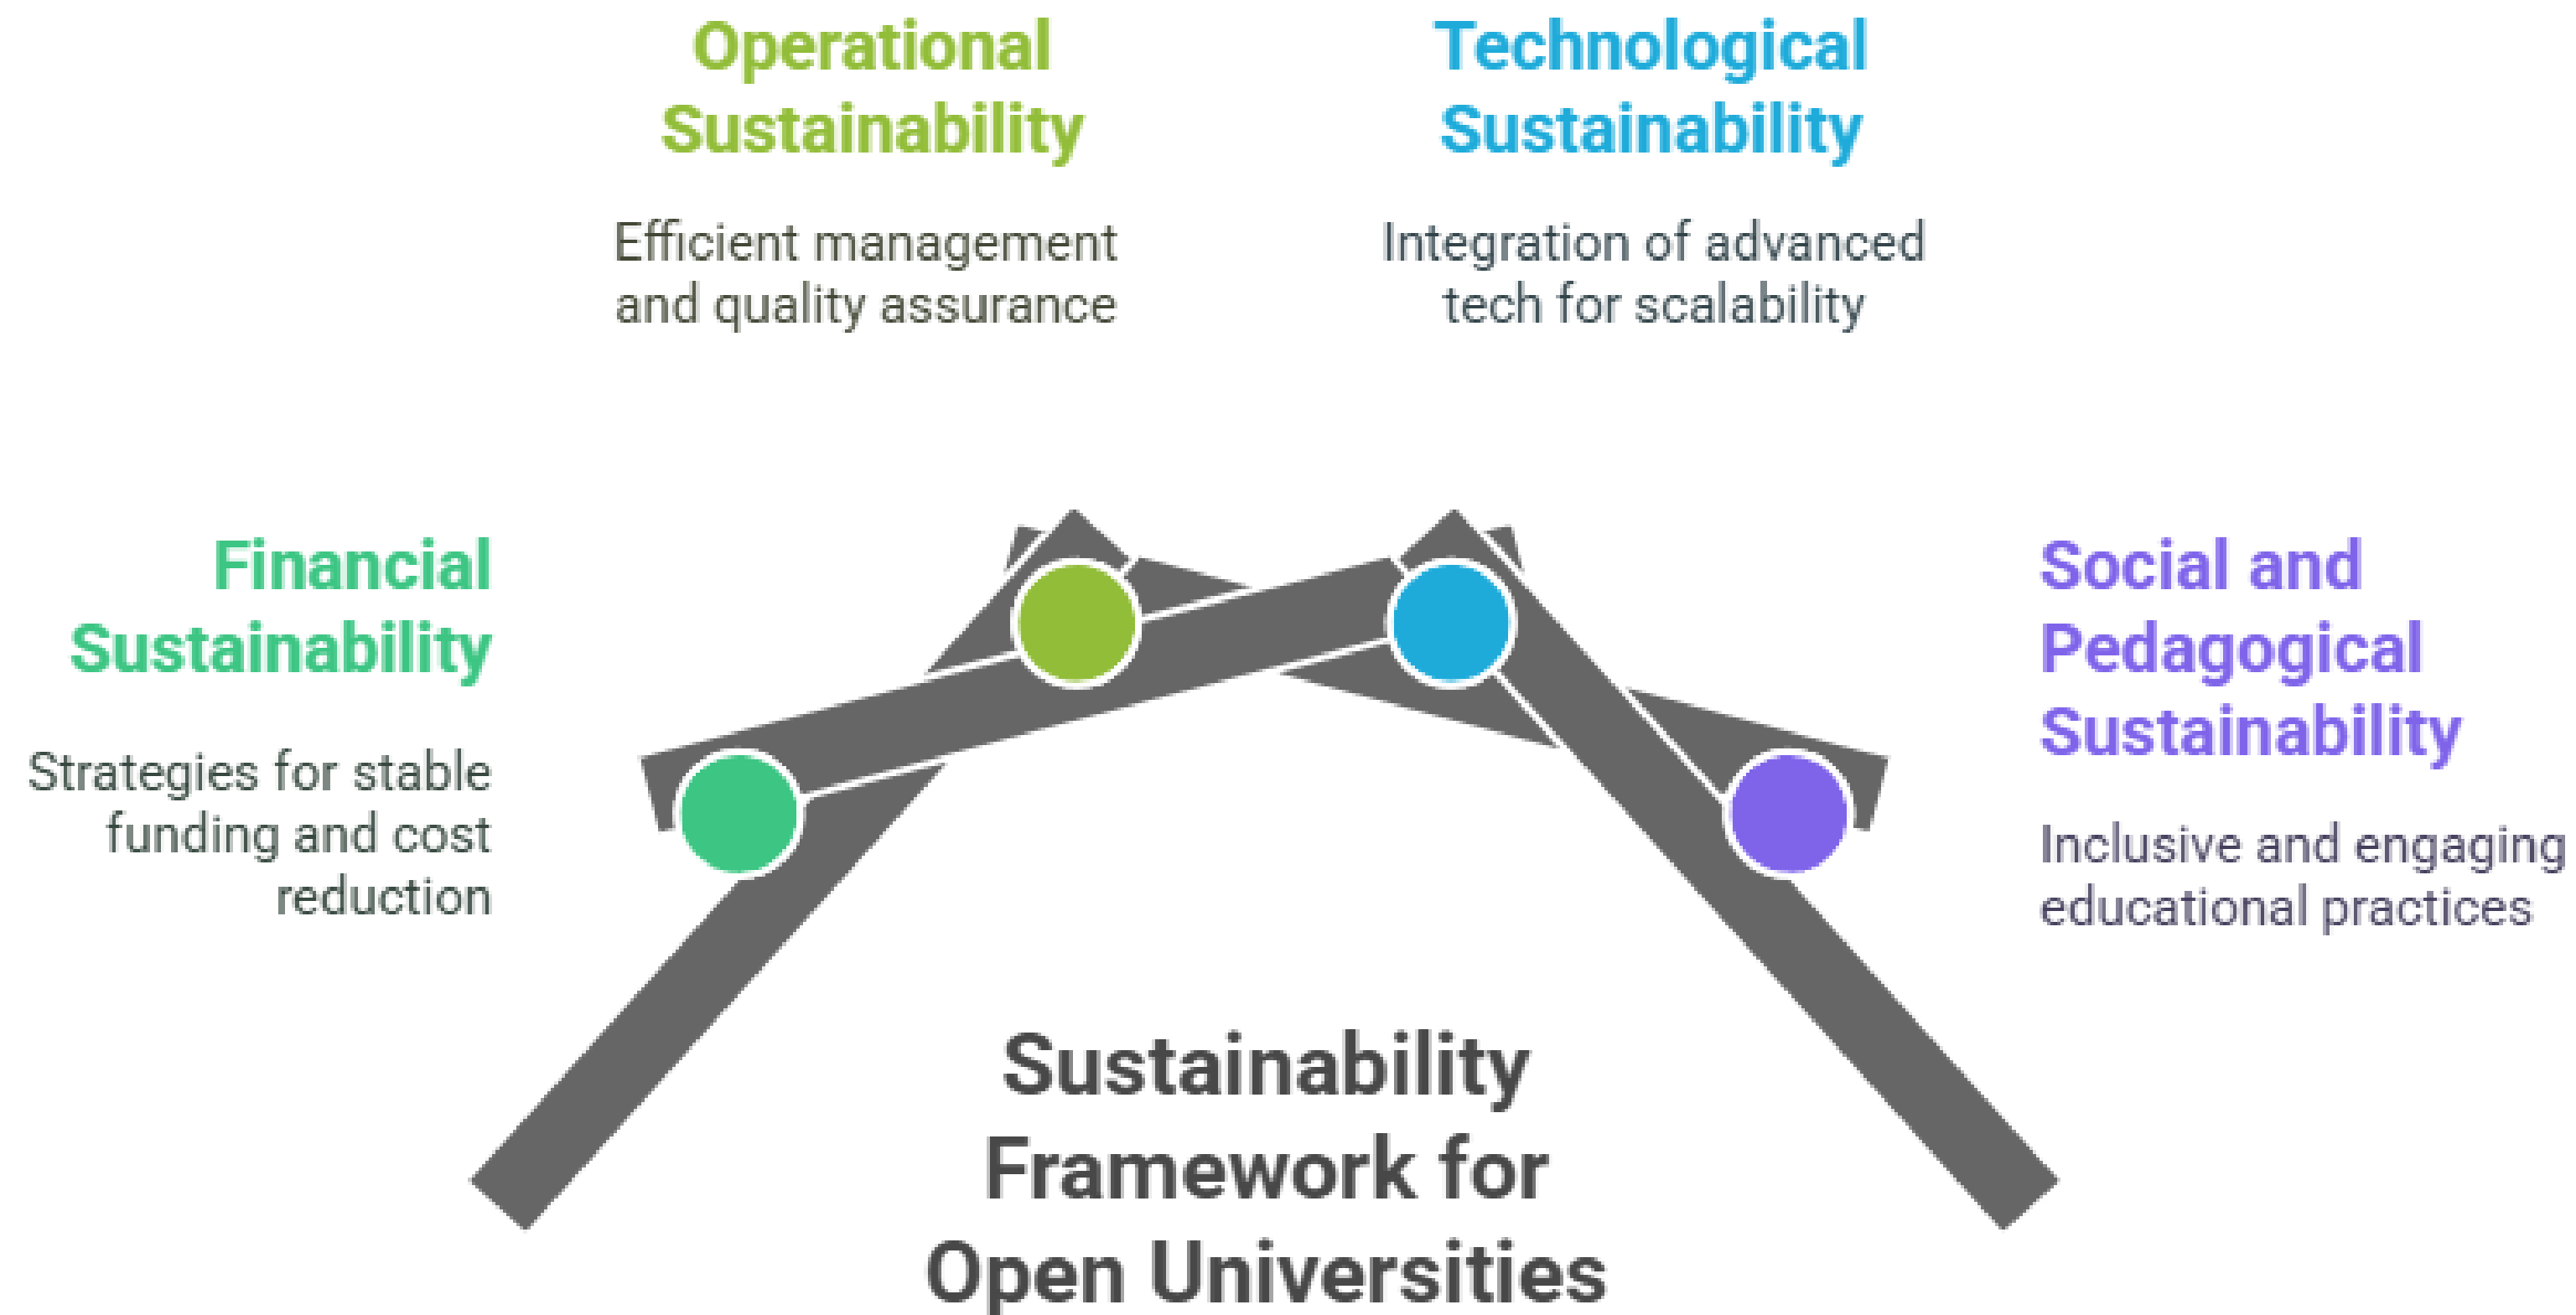 Operational
Sustainability
Efficient management
and quality assurance
Technological
Sustainability
Integration of advanced
tech for scalability
Financial
Sustainability
Strategies for stable
funding and cost
reduction
Social and
Pedagogical
Sustainability
Inclusive and engaging
educational practices
Sustainability
Framework for
Open Universities